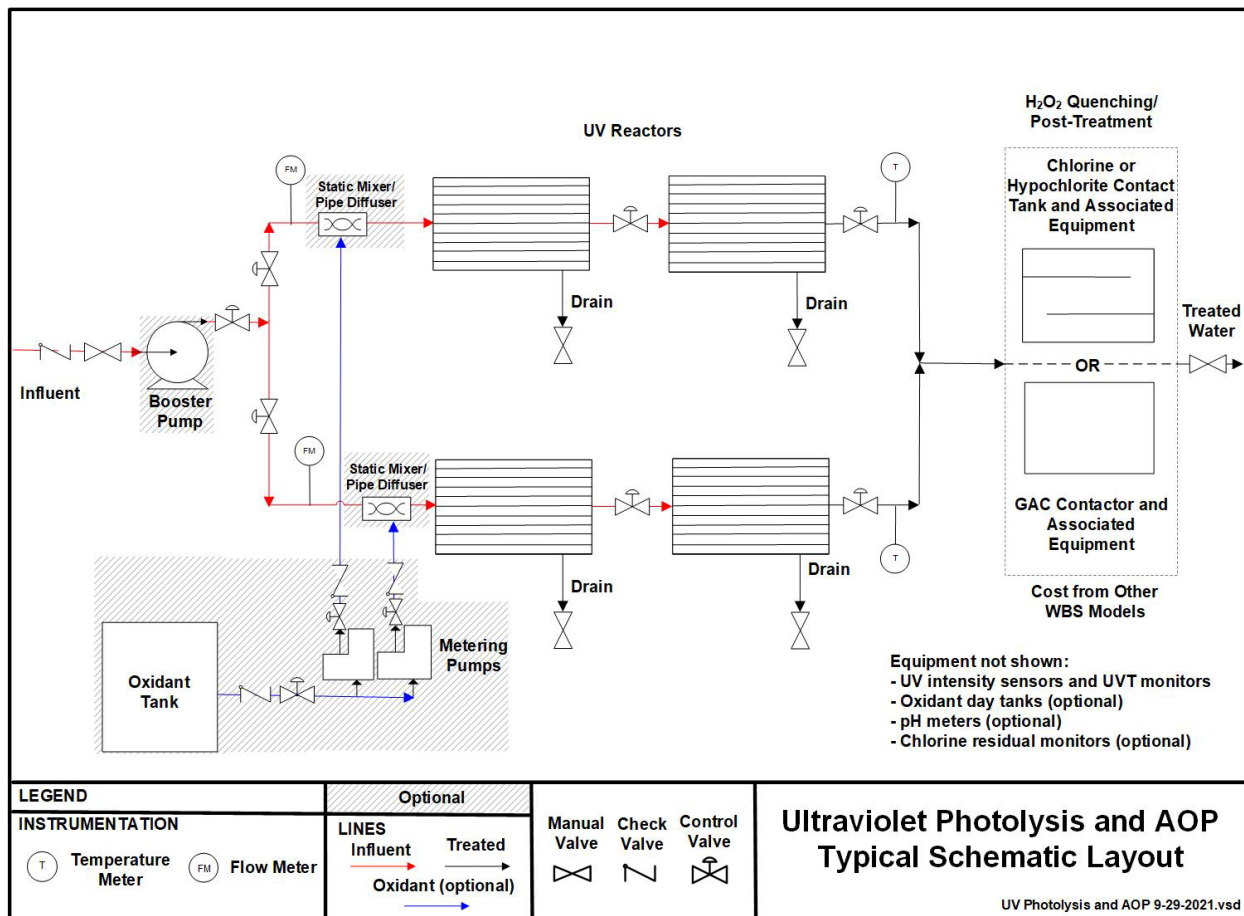 H₂O₂ Quenching/
Post-Treatment
UV Reactors
FM
Static Mixer/
Pipe Diffuser
T
Chlorine or
Hypochlorite Contact
Tank and Associated
Equipment
Drain
Drain
Treated
Water
OR
Influent
Booster
Pump
FM
Static Mixer/
Pipe Diffuser
GAC Contactor and
Associated
Equipment
T
Drain
Drain
Cost from Other
WBS Models
Metering
Pumps
Oxidant
Tank
Equipment not shown:
- UV intensity sensors and UVT monitors
- Oxidant day tanks (optional)
- pH meters (optional)
- Chlorine residual monitors (optional)
LEGEND
INSTRUMENTATION
T
Temperature
Meter
FM
Flow Meter
Optional
LINES
Influent
Treated
Oxidant (optional)
Manual
Valve
Check
Valve
Control
Valve
Ultraviolet Photolysis and AOP
Typical Schematic Layout
UV Photolysis and AOP 9-29-2021.vsd